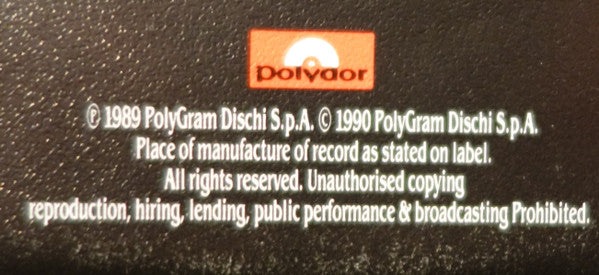 polydor
℗ 1989 PolyGram Dischi S.p.A. © 1990 PolyGram Dischi S.p.A.
Place of manufacture of record as stated on label.
All rights reserved. Unauthorised copying
reproduction, hiring, lending, public performance & broadcasting Prohibited.